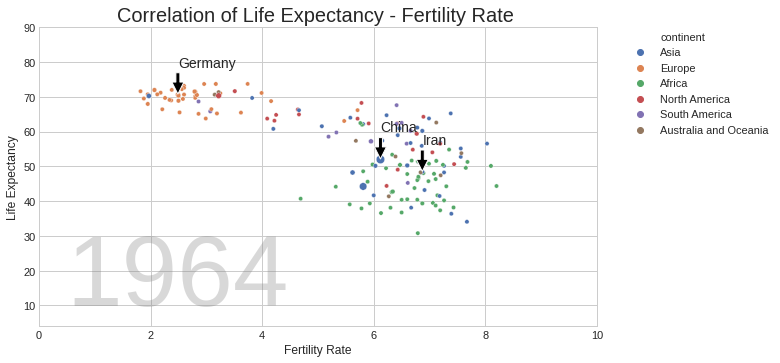 Correlation of Life Expectancy - Fertility Rate
90
80
70
60
50
40
30
20
10
Life Expectancy
Germany
China
Iran
1964
0
2
4
6
8
10
Fertility Rate
continent
Asia
Europe
Africa
North America
South America
Australia and Oceania